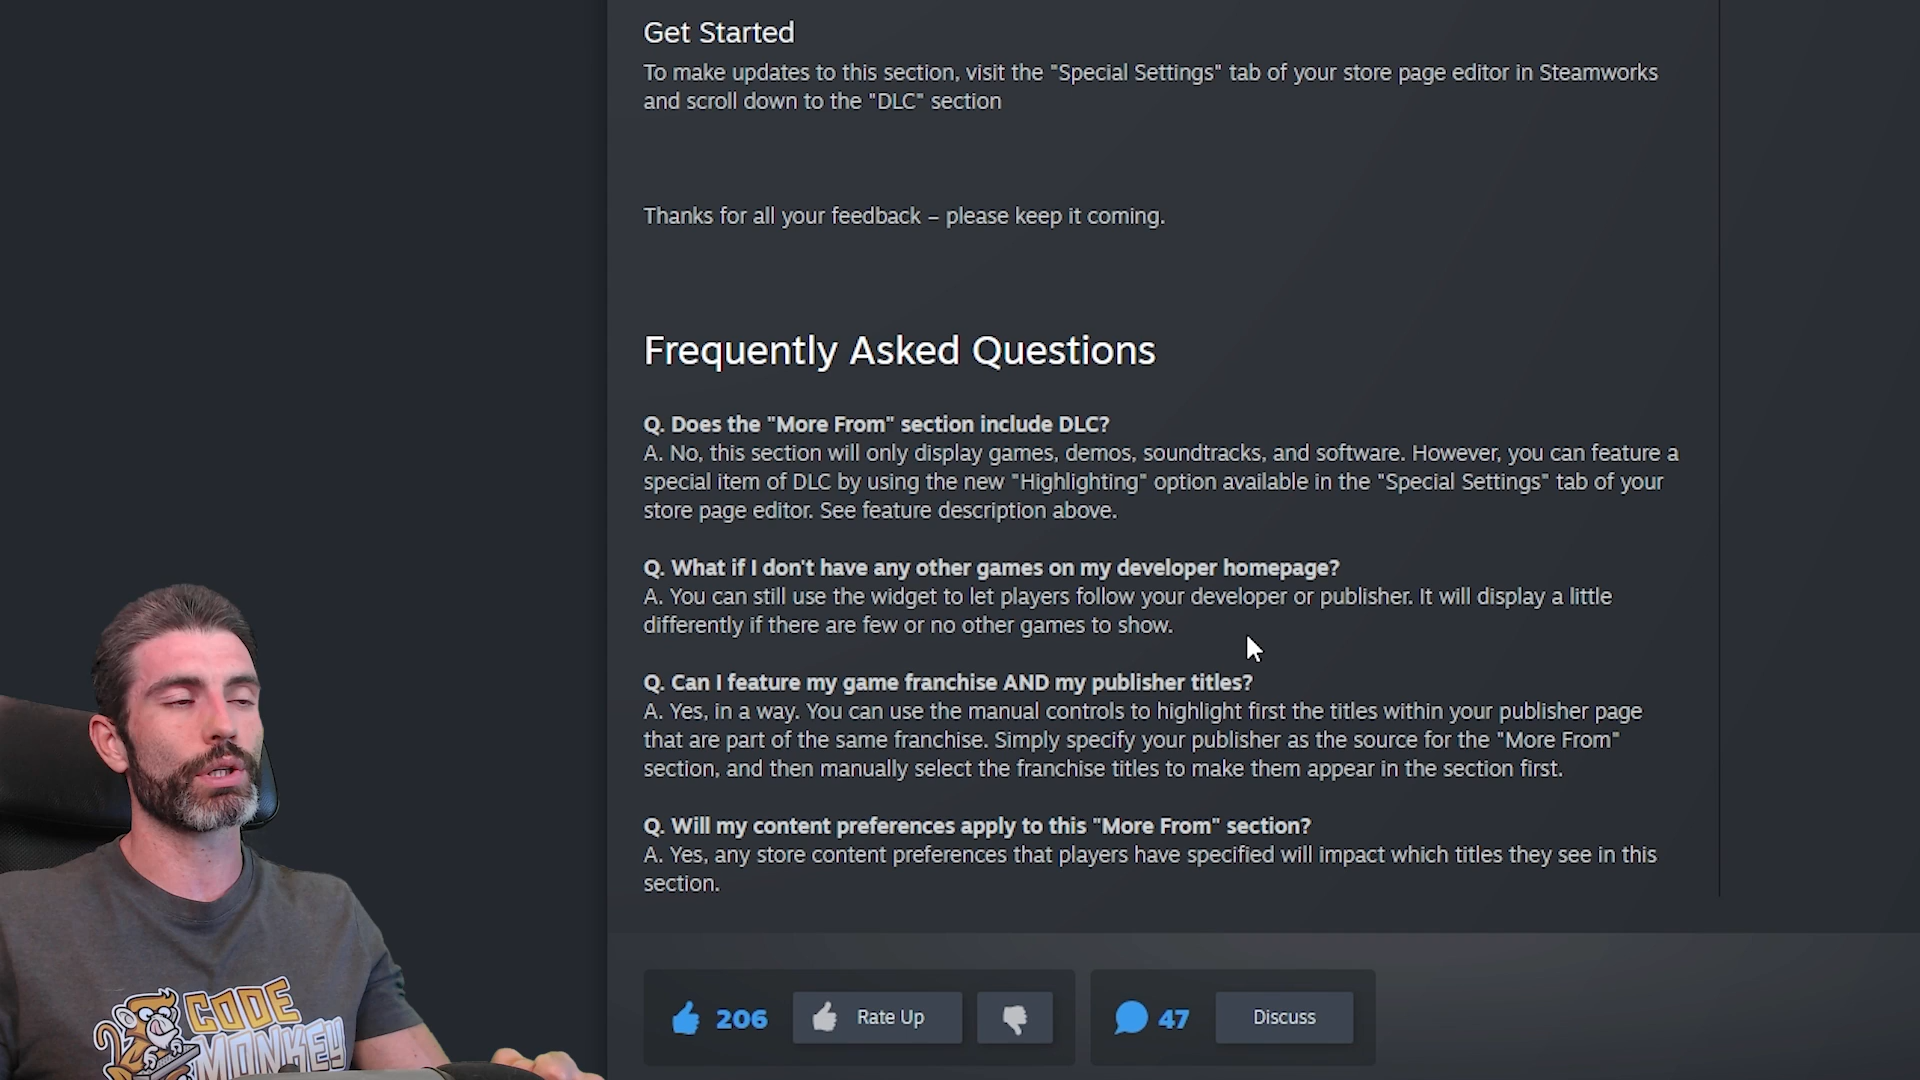 Get Started
To make updates to this section, visit the "Special Settings" tab of your store page editor in Steamworks
and scroll down to the "DLC" section
Thanks for all your feedback – please keep it coming.
Frequently Asked Questions
Q. Does the "More From" section include DLC?
A. No, this section will only display games, demos, soundtracks, and software. However, you can feature a
special item of DLC by using the new "Highlighting" option available in the "Special Settings" tab of your
store page editor. See feature description above.
Q. What if I don't have any other games on my developer homepage?
A. You can still use the widget to let players follow your developer or publisher. It will display a little
differently if there are few or no other games to show.
Q. Can I feature my game franchise AND my publisher titles?
A. Yes, in a way. You can use the manual controls to highlight first the titles within your publisher page
that are part of the same franchise. Simply specify your publisher as the source for the "More From"
section, and then manually select the franchise titles to make them appear in the section first.
Q. Will my content preferences apply to this "More From" section?
A. Yes, any store content preferences that players have specified will impact which titles they see in this
section.
206 Rate Up 47 Discuss
CODE
MONKEY